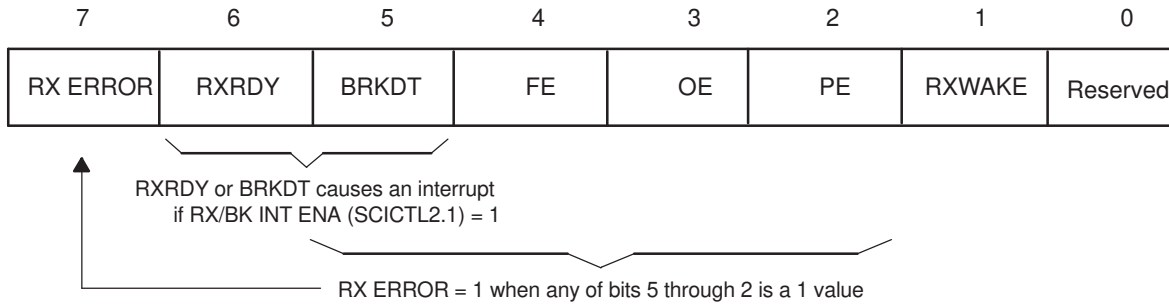 7 6 5 4 3 2 1 0
RX ERROR RXRDY BRKDT FE OE PE RXWAKE Reserved
RXRDY or BRKDT causes an interrupt
if RX/BK INT ENA (SCICTL2.1) = 1
RX ERROR = 1 when any of bits 5 through 2 is a 1 value